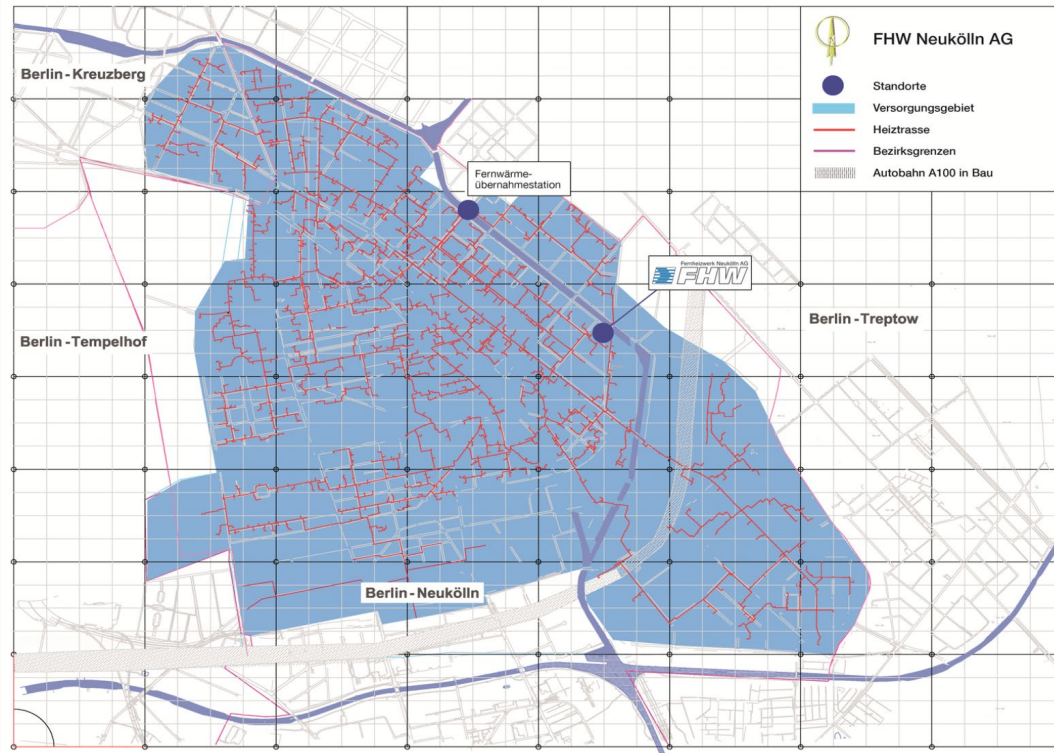 FHW Neukölln AG
Standorte
Versorgungsgebiet
Heiztrasse
Bezirksgrenzen
Autobahn A100 in Bau
Berlin-Kreuzberg
Fernwärme-
übernahmestation
Fernheizwerk Neukölln AG
FHW
Berlin-Treptow
Berlin-Tempelhof
Berlin-Neukölln